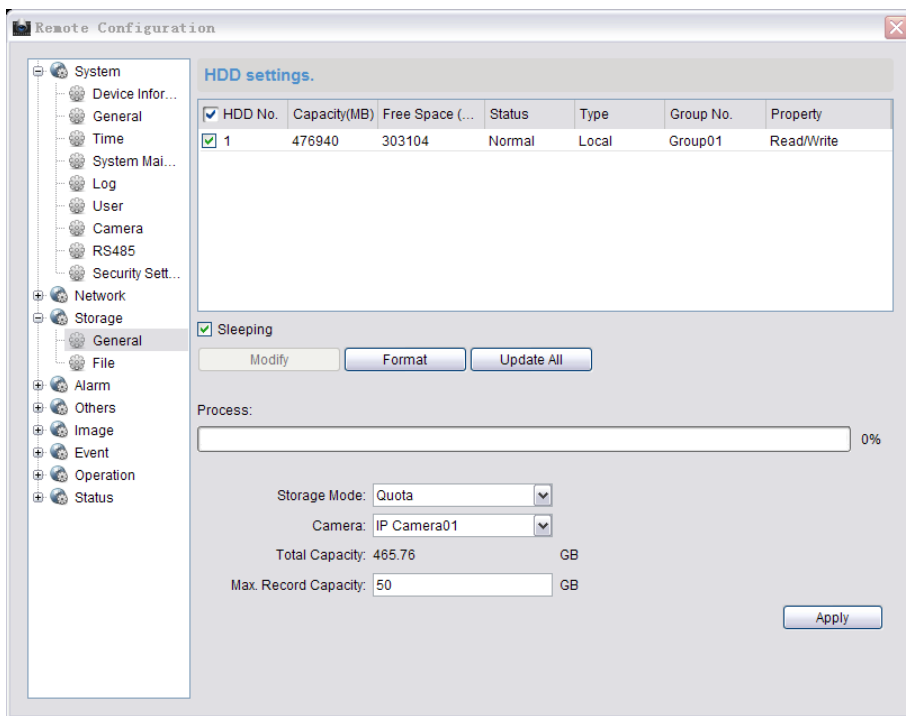 Remote Configuration
System
Device Infor...
General
Time
System Mai...
Log
User
Camera
RS485
Security Sett...
Network
Storage
General
File
Alarm
Others
Image
Event
Operation
Status
HDD settings.
HDD No. Capacity(MB) Free Space (... Status Type Group No. Property
1 476940 303104 Normal Local Group01 Read/Write
Sleeping
Modify Format Update All
Process:
0%
Storage Mode: Quota
Camera: IP Camera01
Total Capacity: 465.76 GB
Max. Record Capacity: 50 GB
Apply